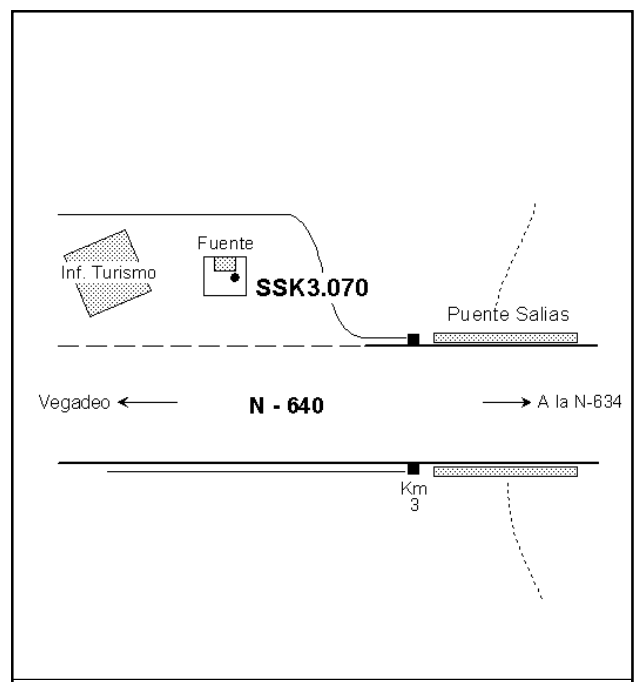 Fuente
Inf. Turismo
SSK3.070
Puente Salias
Vegadeo
N - 640
A la N-634
Km
3